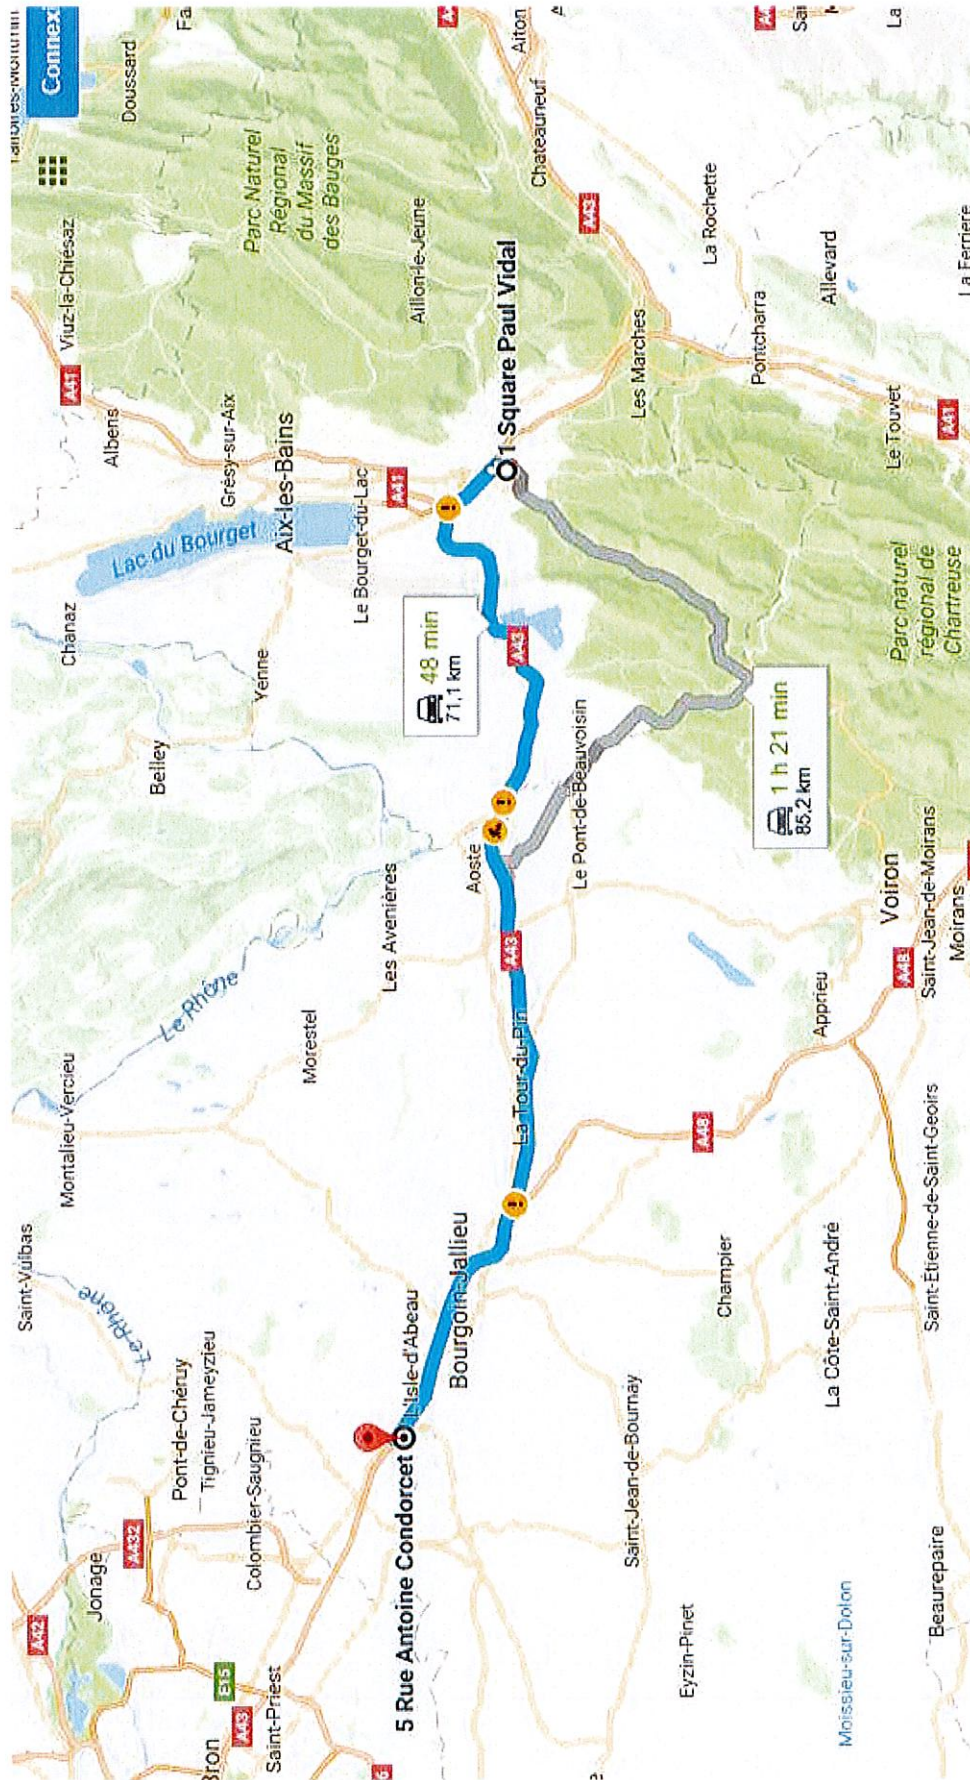 Connex
Doussard
Viuz-la-Chiésaz
A41
Albens
Grésy-sur-Aix
Aix-les-Bains
Lac du Bourget
Le Bourget-du-Lac
A41
Chanaz
Yenne
Belley
Parc Naturel
Régional
du Massif
des Bauges
Aillon-le-Jeune
Aiton
Chateauneuf
A43
La Rochette
Allevard
La Ferriere
Les Marches
Pontcharra
Le Touvet
A41
1 Square Paul Vidal
48 min
71,1 km
A43
Parc naturel
régional de
Chartreuse
1 h 21 min
85,2 km
Le Pont-de-Beauvoisin
Aoste
Les Avenières
Le Rhône
Morestel
Montalieu-Vercieu
A43
La-Tour-du-Pin
Voiron
Saint-Jean-de-Moirans
Moirans
A48
Apprieu
A48
Saint-Etienne-de-Saint-Geoirs
Saint-Vulbas
Le Rhône
Pont-de-Chéruy
Tignieu-Jameyzieu
Colombier-Saugnieu
L'Isle-d'Abeau
Bourgoin-Jallieu
Champier
La Côte-Saint-André
Saint-Jean-de-Bournay
5 Rue Antoine Condorcet
A432
Jonage
A42
E15
A43
Saint-Priest
Bron
Eyzin-Pinet
Moissieu-sur-Dolon
Beaurepaire